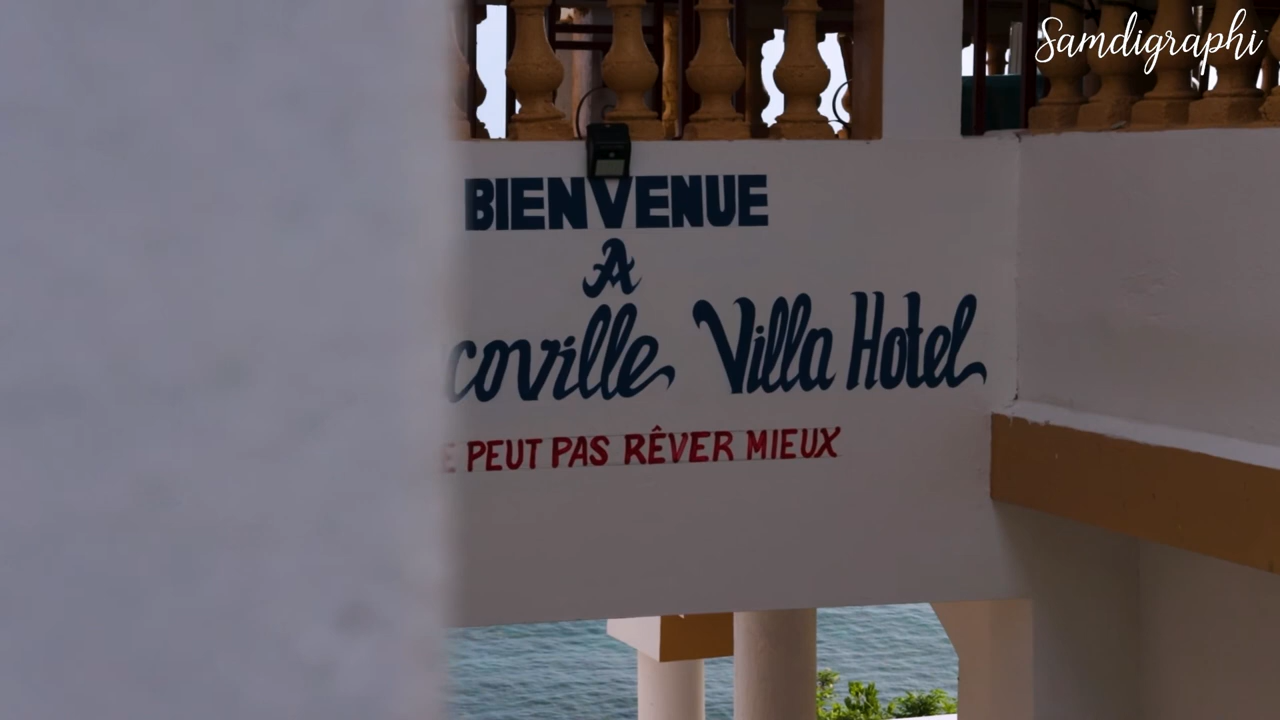 Samdigraphi
BIENVENUE
A
coville Villa Hotel
PEUT PAS RÊVER MIEUX